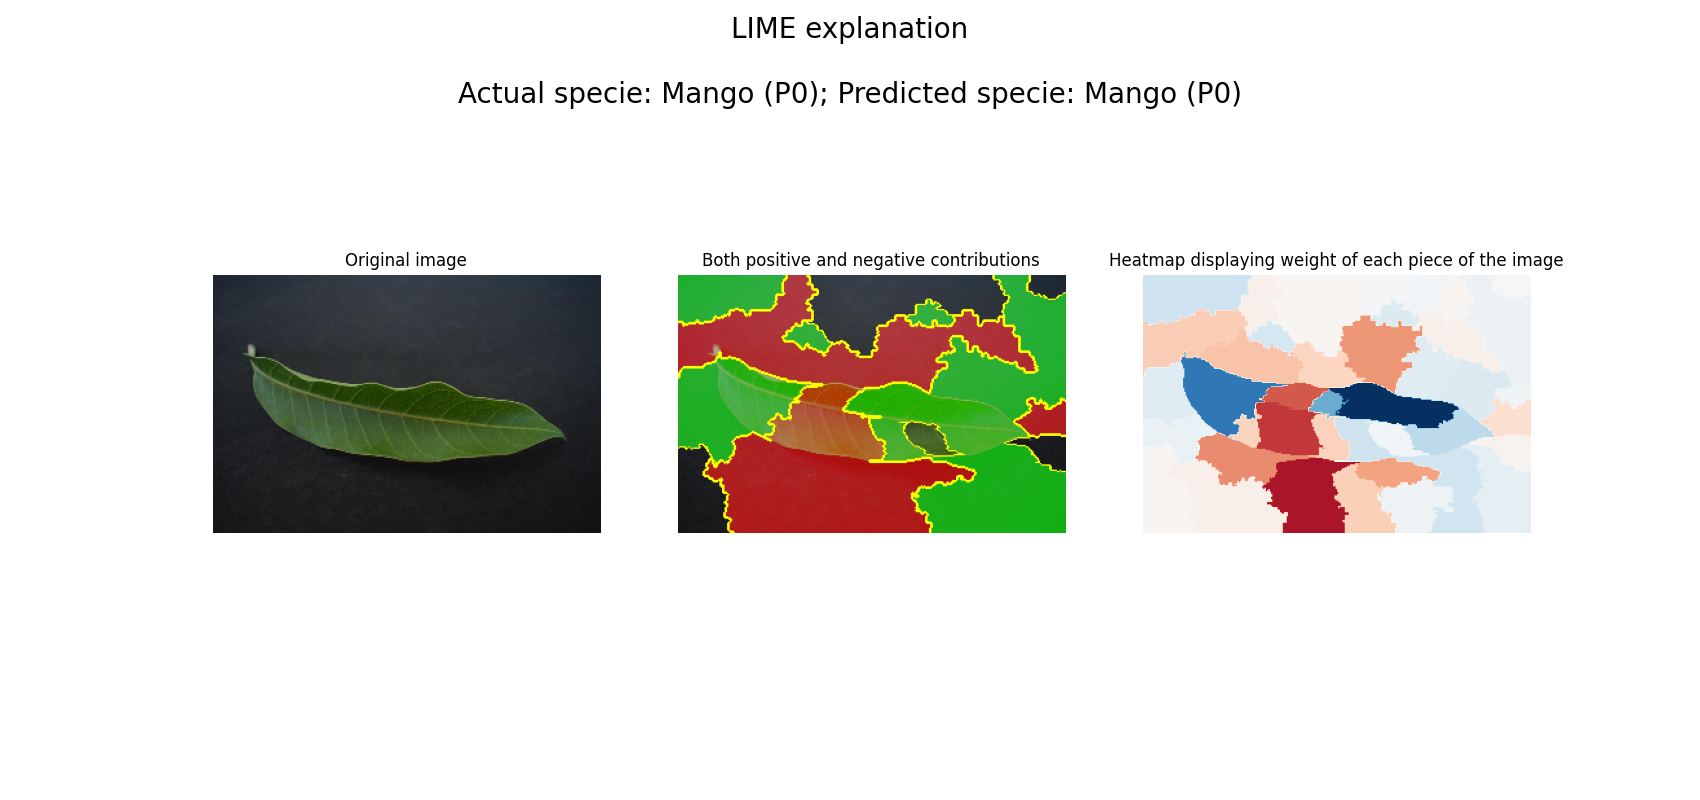 LIME explanation
Actual specie: Mango (P0); Predicted specie: Mango (P0)
Original image
Both positive and negative contributions
Heatmap displaying weight of each piece of the image